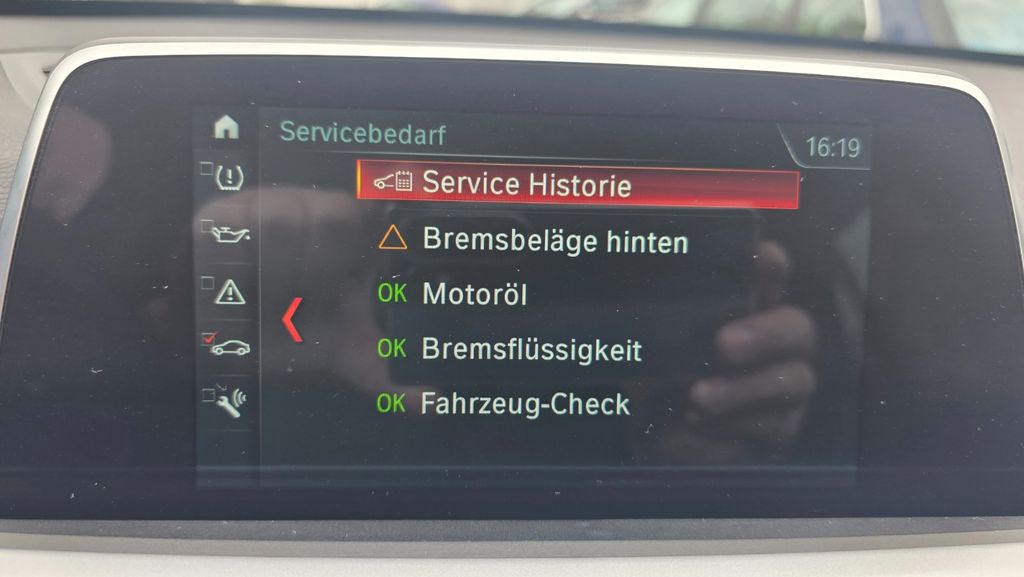 Servicebedarf
16:19
Service Historie
Bremsbeläge hinten
OK Motoröl
OK Bremsflüssigkeit
OK Fahrzeug-Check